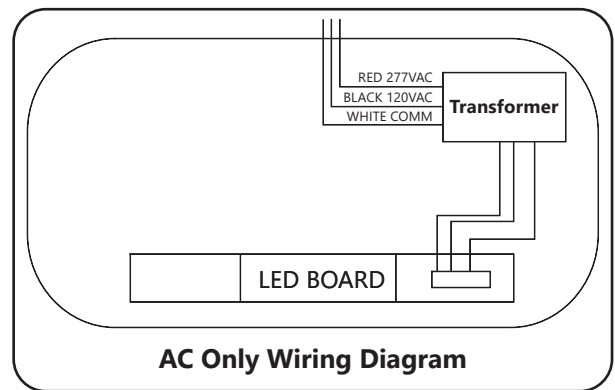 RED 277VAC
BLACK 120VAC
WHITE COMM
Transformer
LED BOARD
AC Only Wiring Diagram